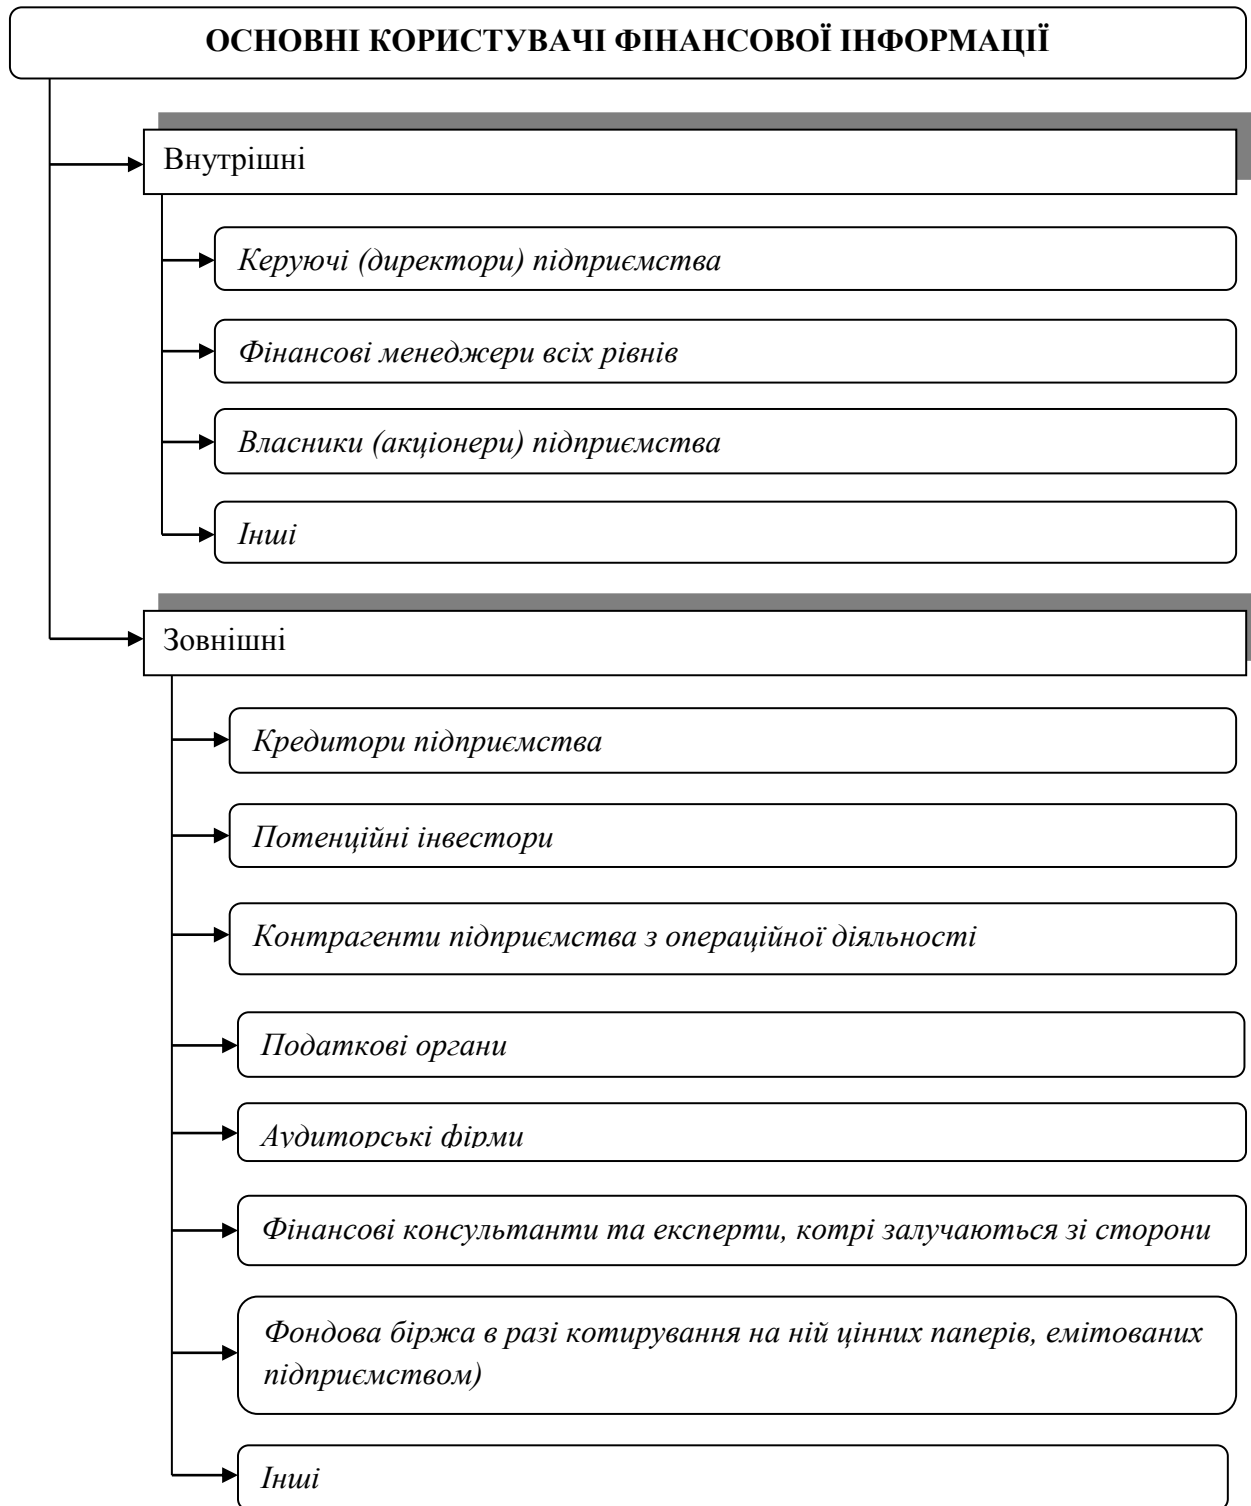 ОСНОВНІ КОРИСТУВАЧІ ФІНАНСОВОЇ ІНФОРМАЦІЇ
Внутрішні
Керуючі (директори) підприємства
Фінансові менеджери всіх рівнів
Власники (акціонери) підприємства
Інші
Зовнішні
Кредитори підприємства
Потенційні інвестори
Контрагенти підприємства з операційної діяльності
Податкові органи
Аудиторські фірми
Фінансові консультанти та експерти, котрі залучаються зі сторони
Фондова біржа в разі котирування на ній цінних паперів, емітованих
підприємством)
Інші